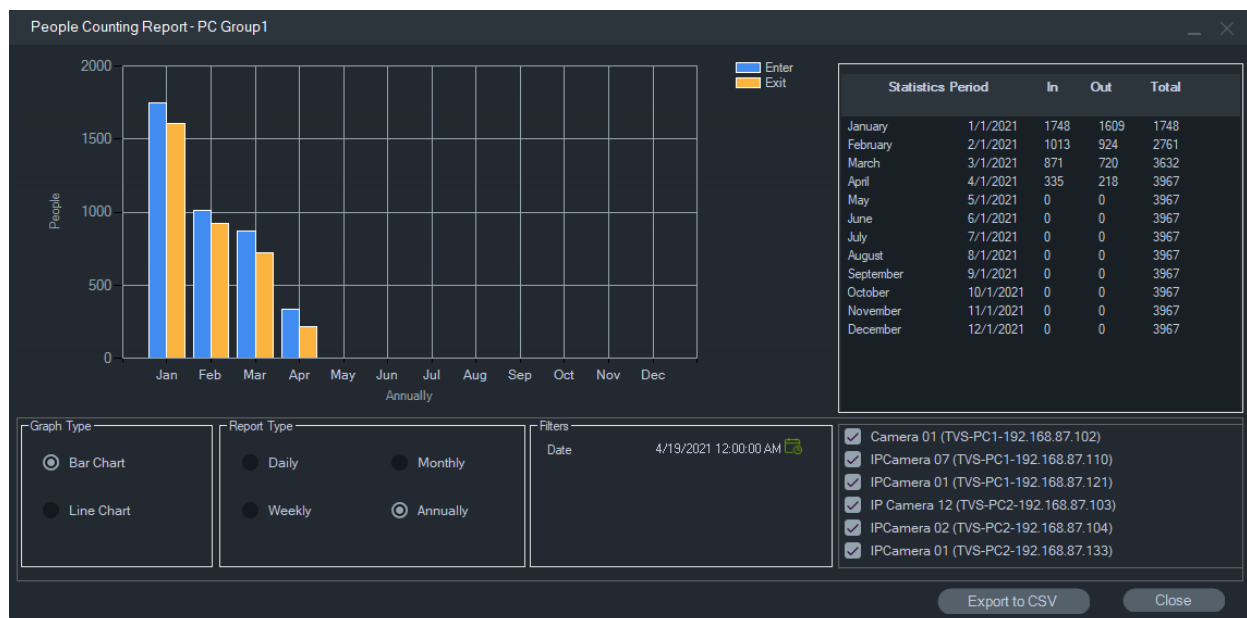 People Counting Report - PC Group1
2000
1500
1000
500
0
People
Jan Feb Mar Apr May Jun Jul Aug Sep Oct Nov Dec
Annually
Enter
Exit
Statistics Period In Out Total
January 1/1/2021 1748 1609 1748
February 2/1/2021 1013 924 2761
March 3/1/2021 871 720 3632
April 4/1/2021 335 218 3967
May 5/1/2021 0 0 3967
June 6/1/2021 0 0 3967
July 7/1/2021 0 0 3967
August 8/1/2021 0 0 3967
September 9/1/2021 0 0 3967
October 10/1/2021 0 0 3967
November 11/1/2021 0 0 3967
December 12/1/2021 0 0 3967
Graph Type
Bar Chart
Line Chart
Report Type
Daily Monthly
Weekly Annually
Filters
Date 4/19/2021 12:00:00 AM
Camera 01 (TVS-PC1-192.168.87.102)
IPCamera 07 (TVS-PC1-192.168.87.110)
IPCamera 01 (TVS-PC1-192.168.87.121)
IP Camera 12 (TVS-PC2-192.168.87.103)
IPCamera 02 (TVS-PC2-192.168.87.104)
IPCamera 01 (TVS-PC2-192.168.87.133)
Export to CSV Close